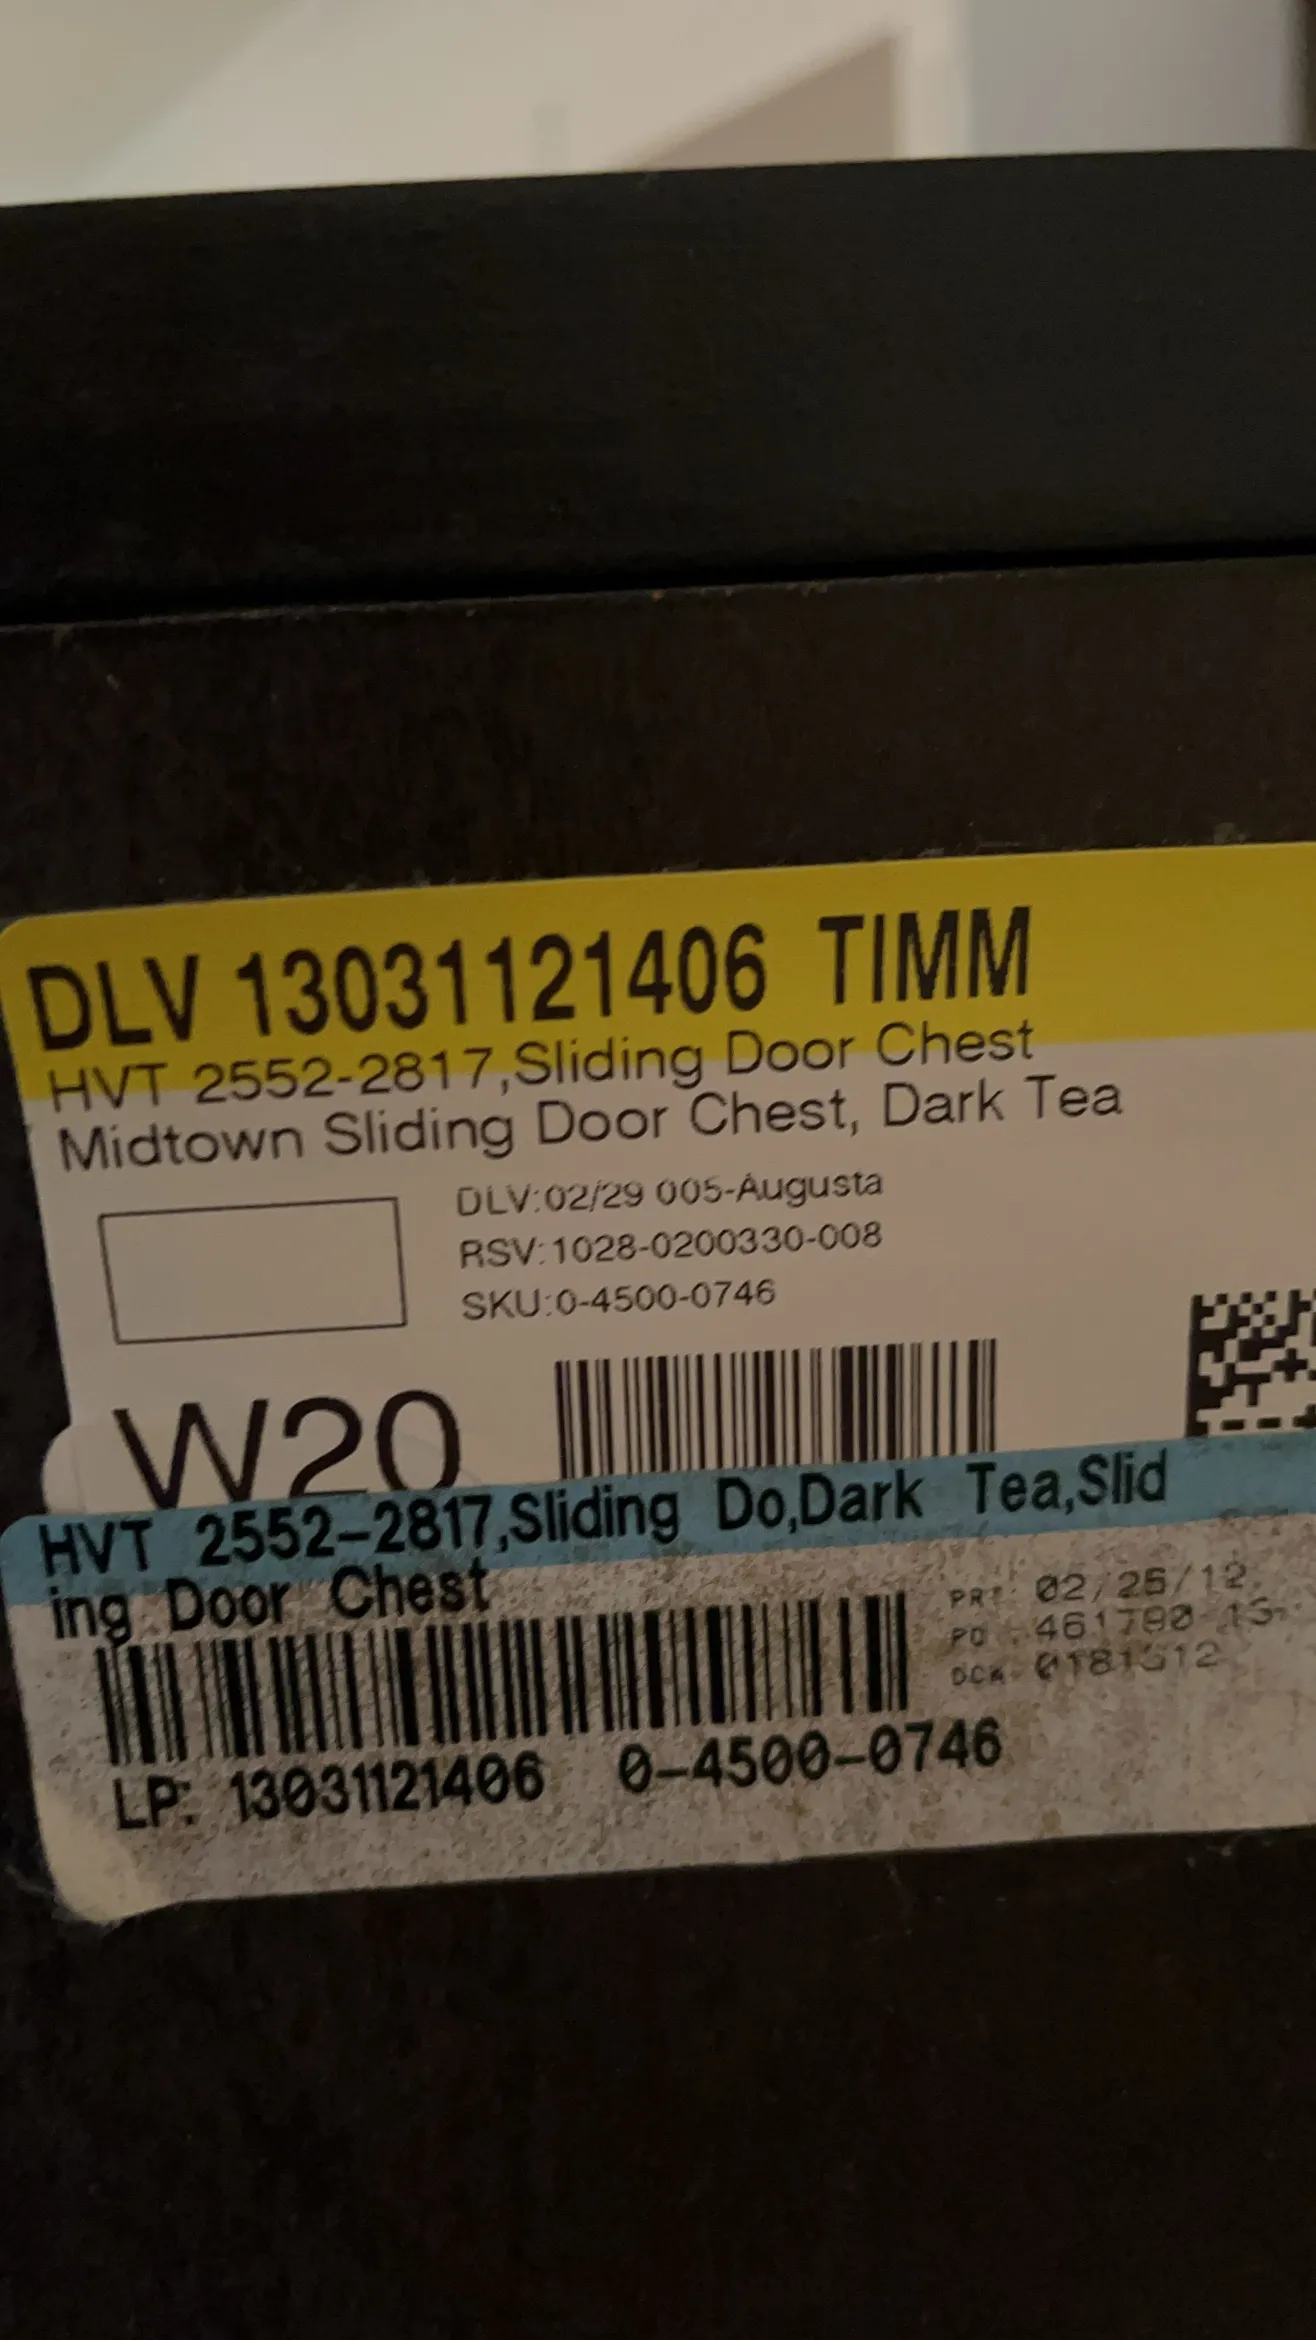 DLV 13031121406 TIMM
HVT 2552-2817,Sliding Door Chest
Midtown Sliding Door Chest, Dark Tea
DLV:02/29 005-Augusta
RSV:1028-0200330-008
SKU:0-4500-0746
W20
HVT 2552-2817,Sliding Do,Dark Tea,Slid
ing Door Chest
02/25/12
PO
LP: 13031121406 0-4500-0746